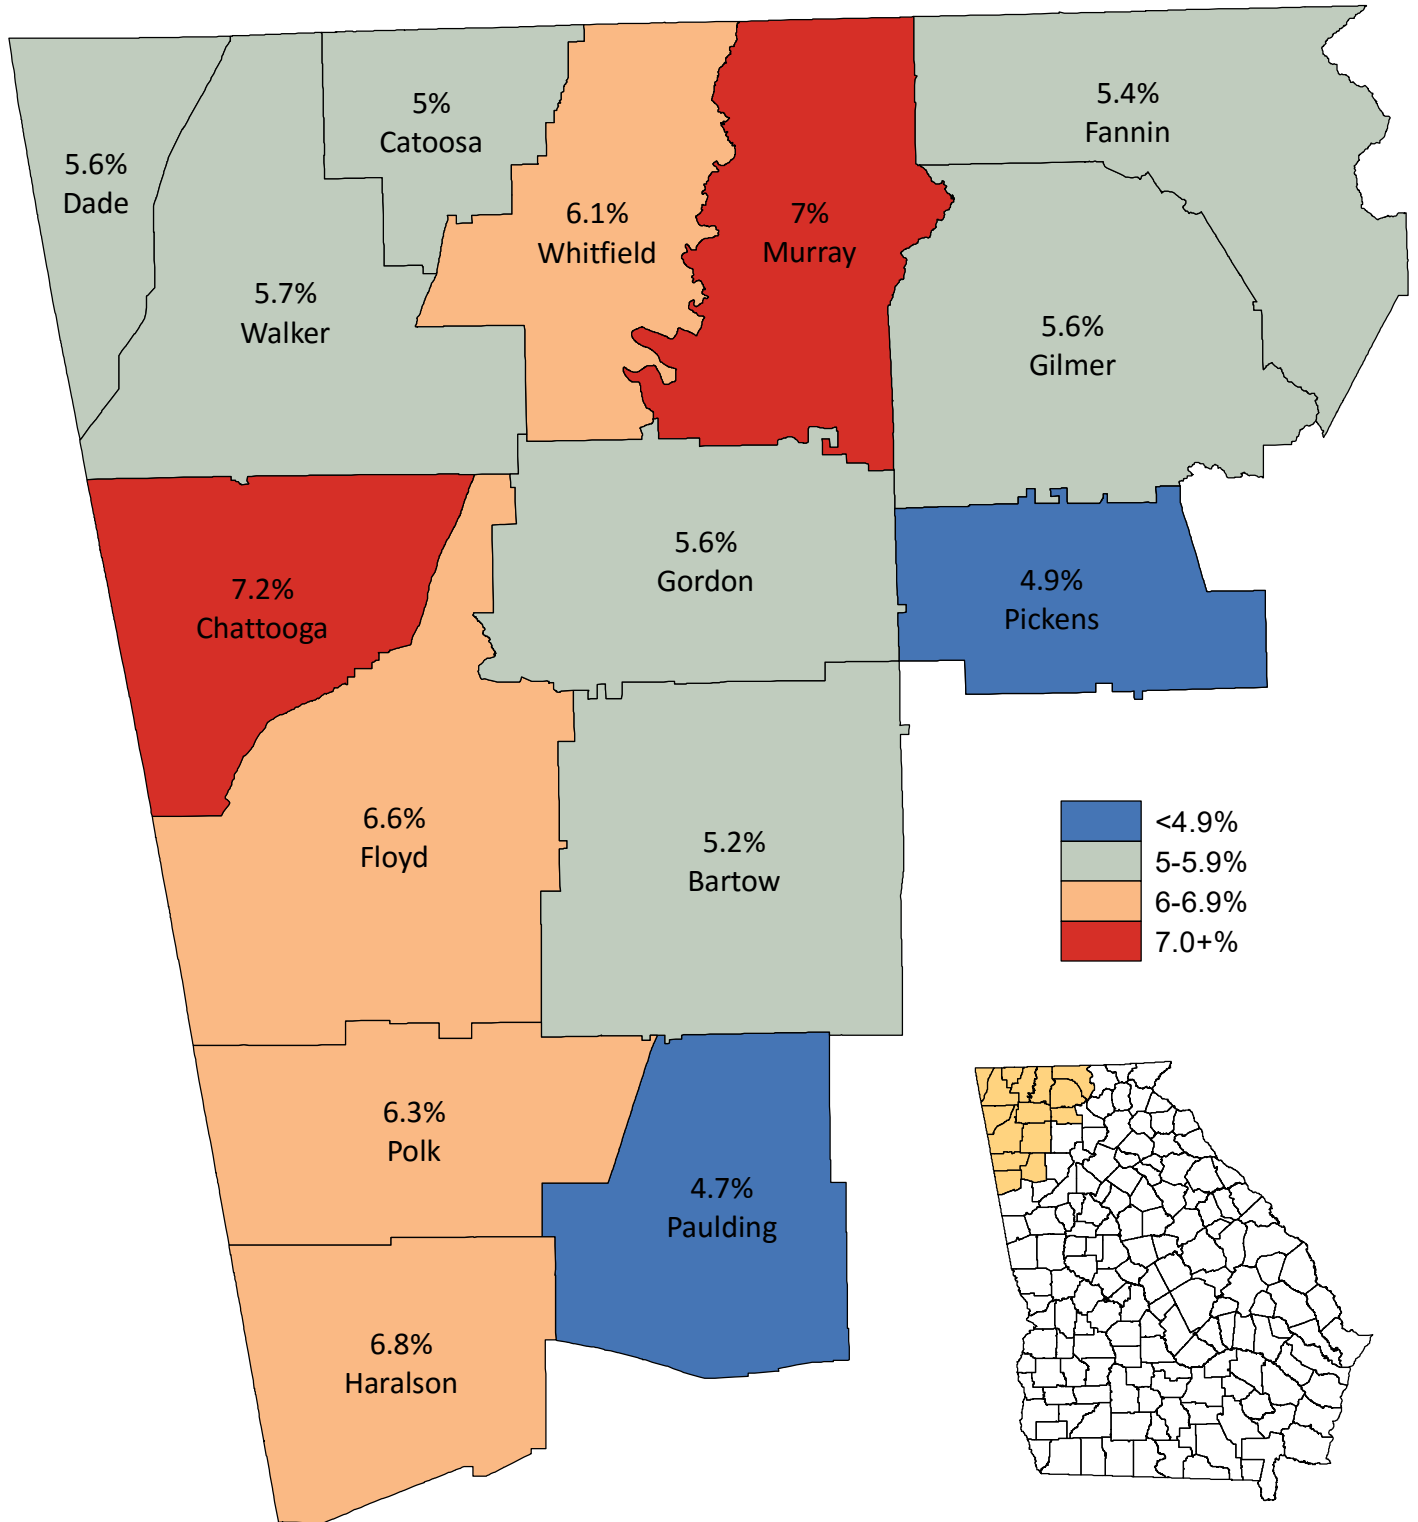 5.6%
Dade
5%
Catoosa
5.7%
Walker
6.1%
Whitfield
7%
Murray
5.4%
Fannin
5.6%
Gilmer
7.2%
Chattooga
5.6%
Gordon
4.9%
Pickens
6.6%
Floyd
5.2%
Bartow
<4.9%
5-5.9%
6-6.9%
7.0+%
6.3%
Polk
4.7%
Paulding
6.8%
Haralson